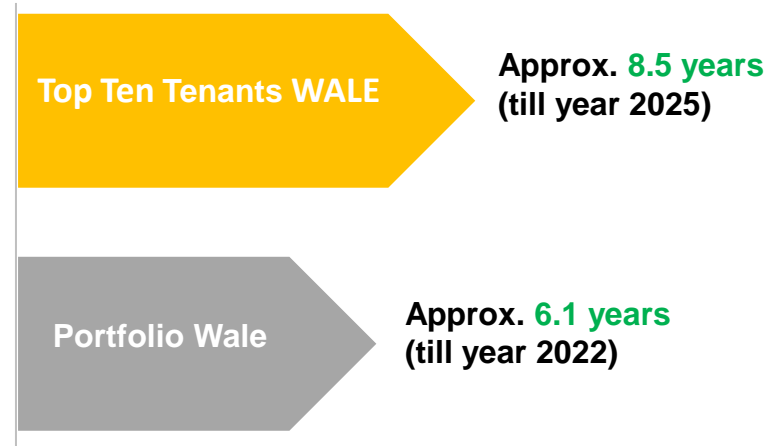 Top Ten Tenants WALE
Approx. 8.5 years
(till year 2025)
Portfolio Wale
Approx. 6.1 years
(till year 2022)